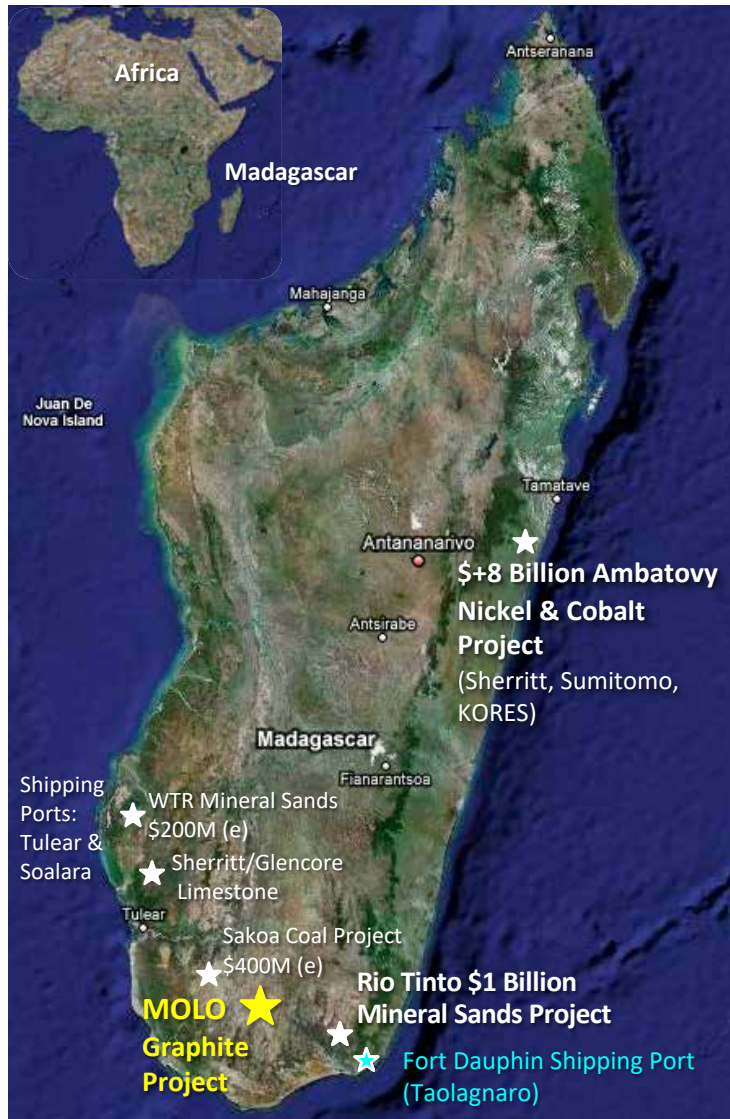 Africa
Madagascar
Antseranana
Mahajanga
Juan De
Nova Island
Tamatave
Antananarivo
$+8 Billion Ambatovy
Nickel & Cobalt
Project
(Sherritt, Sumitomo,
KORES)
Antsirabe
Madagascar
Fianarantsoa
Shipping
Ports:
Tulear &
Soalara
WTR Mineral Sands
$200M (e)
Sherritt/Glencore
Limestone
Tulear
Sakoa Coal Project
$400M (e)
MOLO
Graphite
Project
Rio Tinto $1 Billion
Mineral Sands Project
Fort Dauphin Shipping Port
(Taolagnaro)